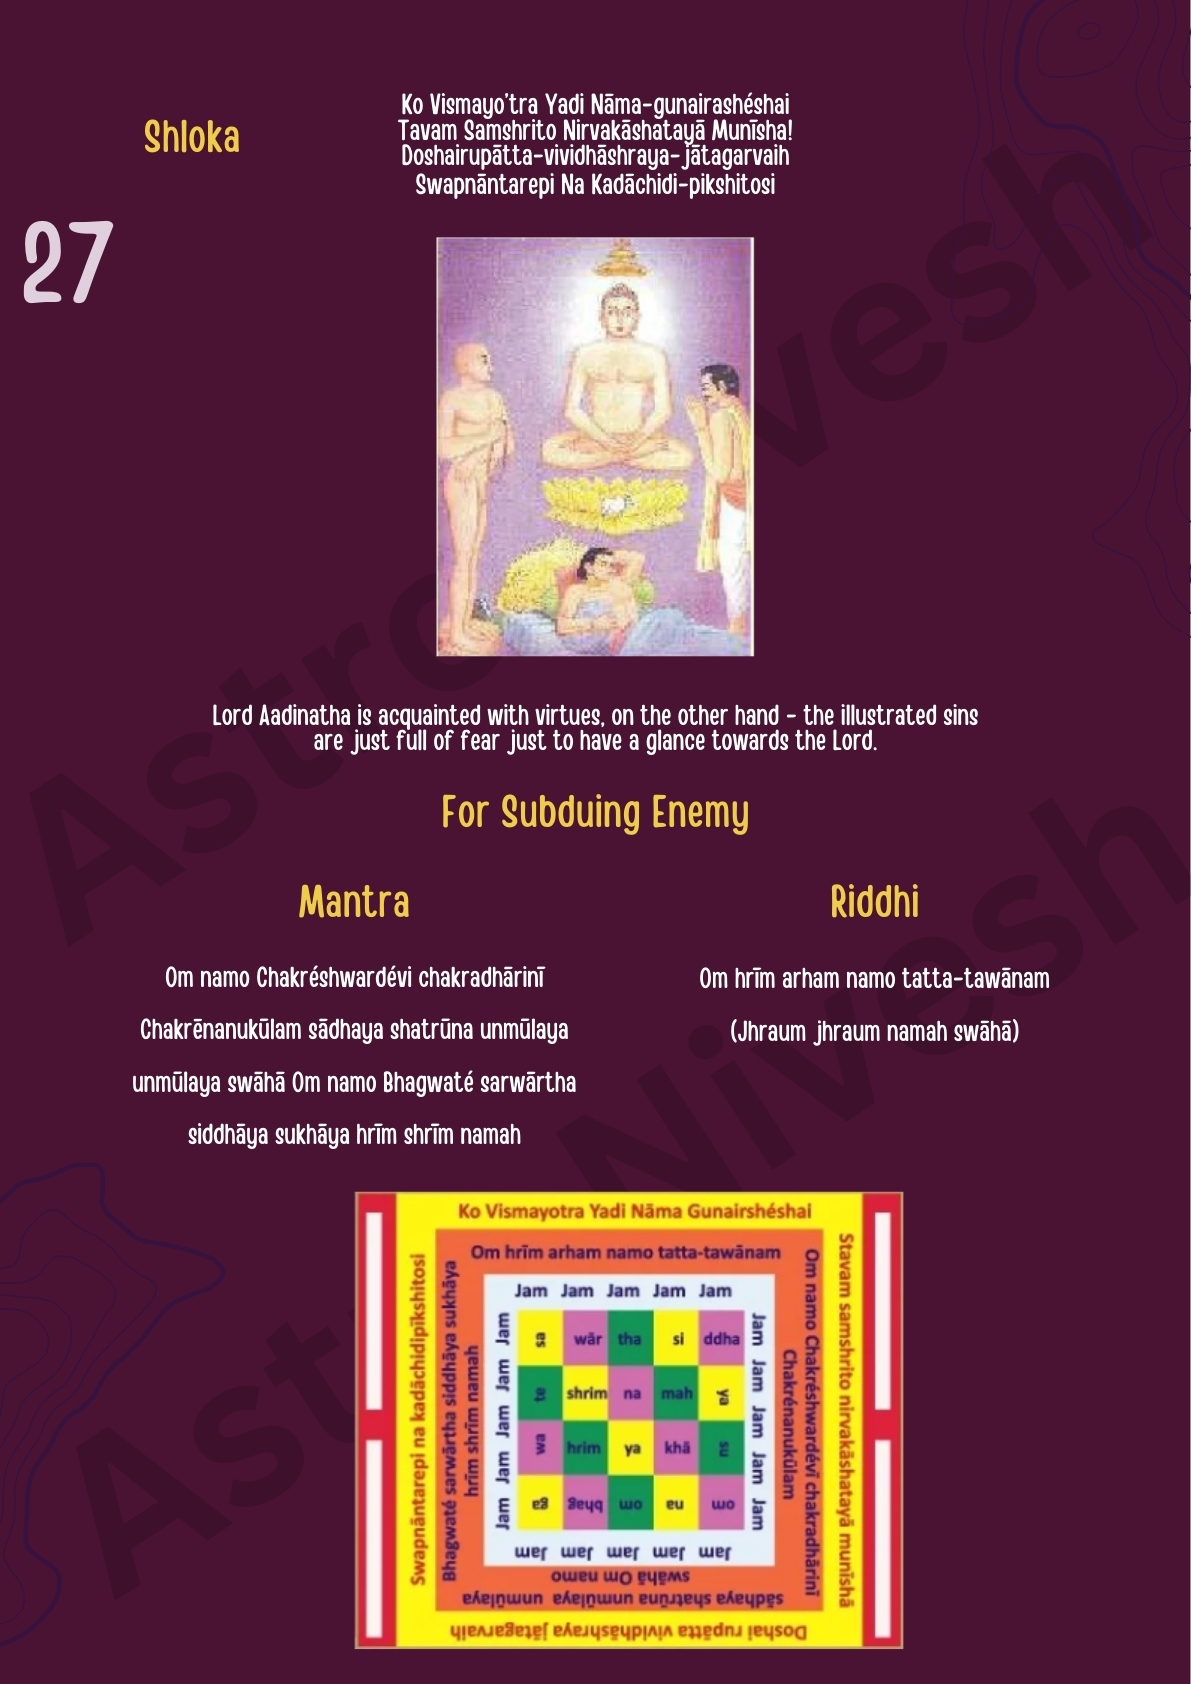 Shloka
27
Ko Vismayo'tra Yadi Nāma-gunairashéshai
Tavam Samshrito Nirvakāshatayā Munīsha!
Doshairupātta-vividhāshraya-jātagarvaih
Swapnāntarepi Na Kadāchidi-pikshitosi
Lord Aadinatha is acquainted with virtues, on the other hand - the illustrated sins
are just full of fear just to have a glance towards the Lord.
For Subduing Enemy
Mantra
Om namo Chakréshwardévi chakradhārinī
Chakrēnanukūlam sādhaya shatrūna unmūlaya
unmūlaya swāhā Om namo Bhagwaté sarwārtha
siddhāya sukhāya hrīm shrīm namah
Riddhi
Om hrīm arham namo tatta-tawānam
(Jhraum jhraum namah swāhā)
Ko Vismayotra Yadi Nāma Gunairshéshai
Stavam samshrito nirvakāshatayā munīshā
Doshai rupātta vividhāshraya jātagarvaih
Swapnāntarepi na kadāchidipīkshitosi
Om hrīm arham namo tatta-tawānam
Om namo Chakréshwardévī chakradhārinī
Chakrénanukūlam
sādhaya shatrūna unmūlaya unmūlaya
swāhā Om namo
Bhagwaté sarwārtha siddhāya sukhāya
hrīm shrīm namah
Jam Jam Jam Jam Jam
Jam Jam Jam Jam Jam
Jam Jam Jam Jam Jam
Jam Jam Jam Jam Jam
sa wār tha si ddha
te shrim na mah ya
wa hrim ya khā su
ga bhag om na om
Astro Nivesh
Astro Nivesh